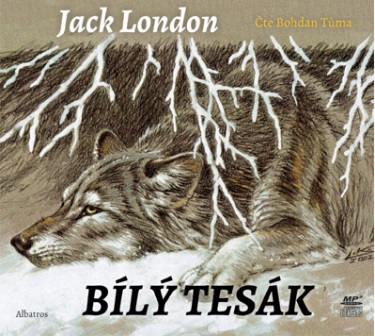 Jack London
Čte Bohdan Tůma
Albatros
BÍLÝ TESÁK
MP3